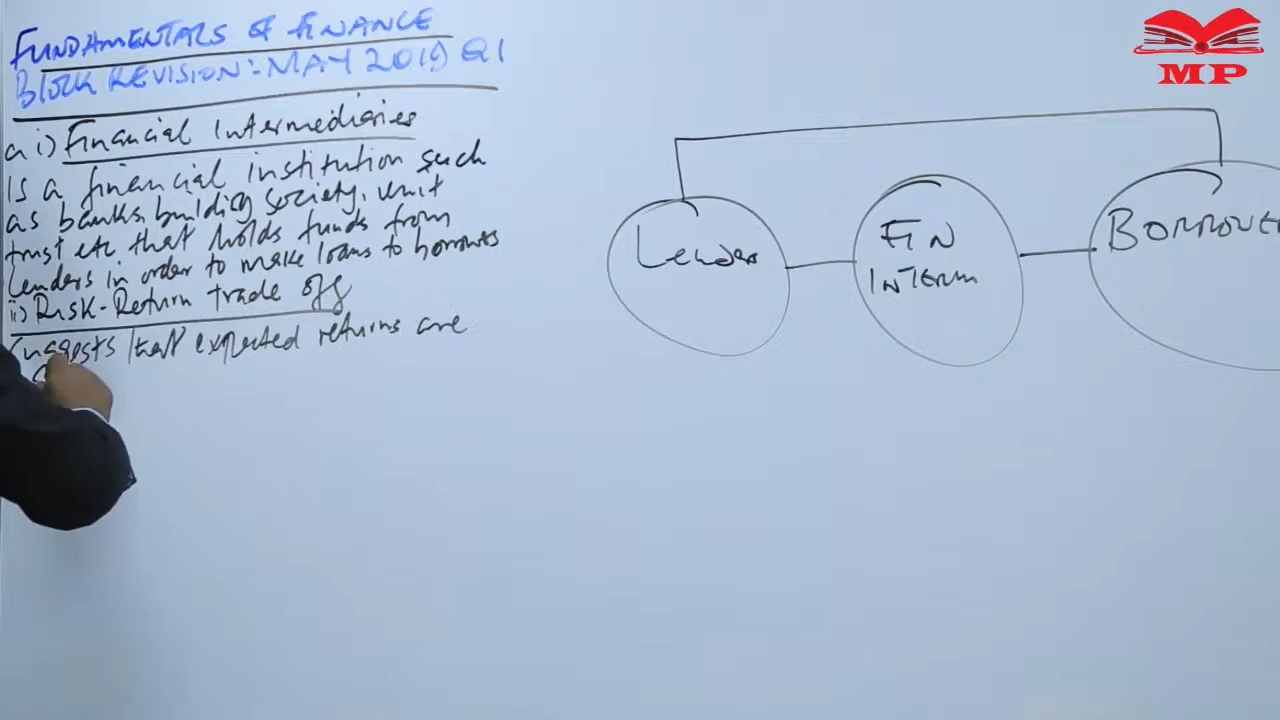 FUNDAMENTALS OF FINANCE
BLOCK REVISION:- MAY 2019 Q1
a i) Financial Intermediaries
Is a financial institution such
as banks, building society, unit
trust etc that holds funds from
Lenders in order to make loans to borrowers
ii) Risk-Return trade off
Suggests that expected returns are
Lender
FIN
INTERM
BORROWE
MP